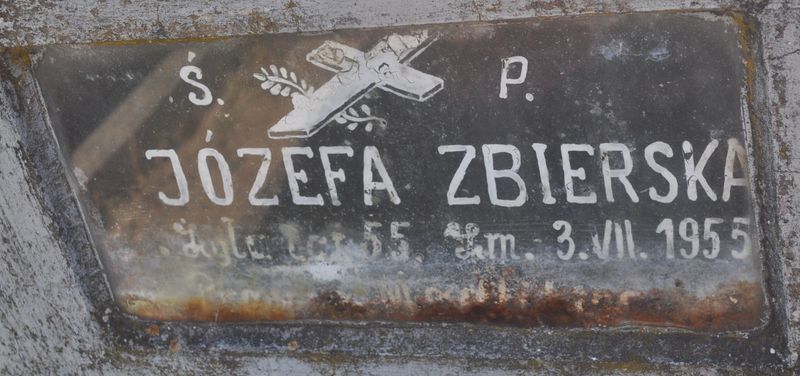 Ś. P.
JÓZEFA ZBIERSKA
Żyła lat 55. Zm. 3.VII.1955